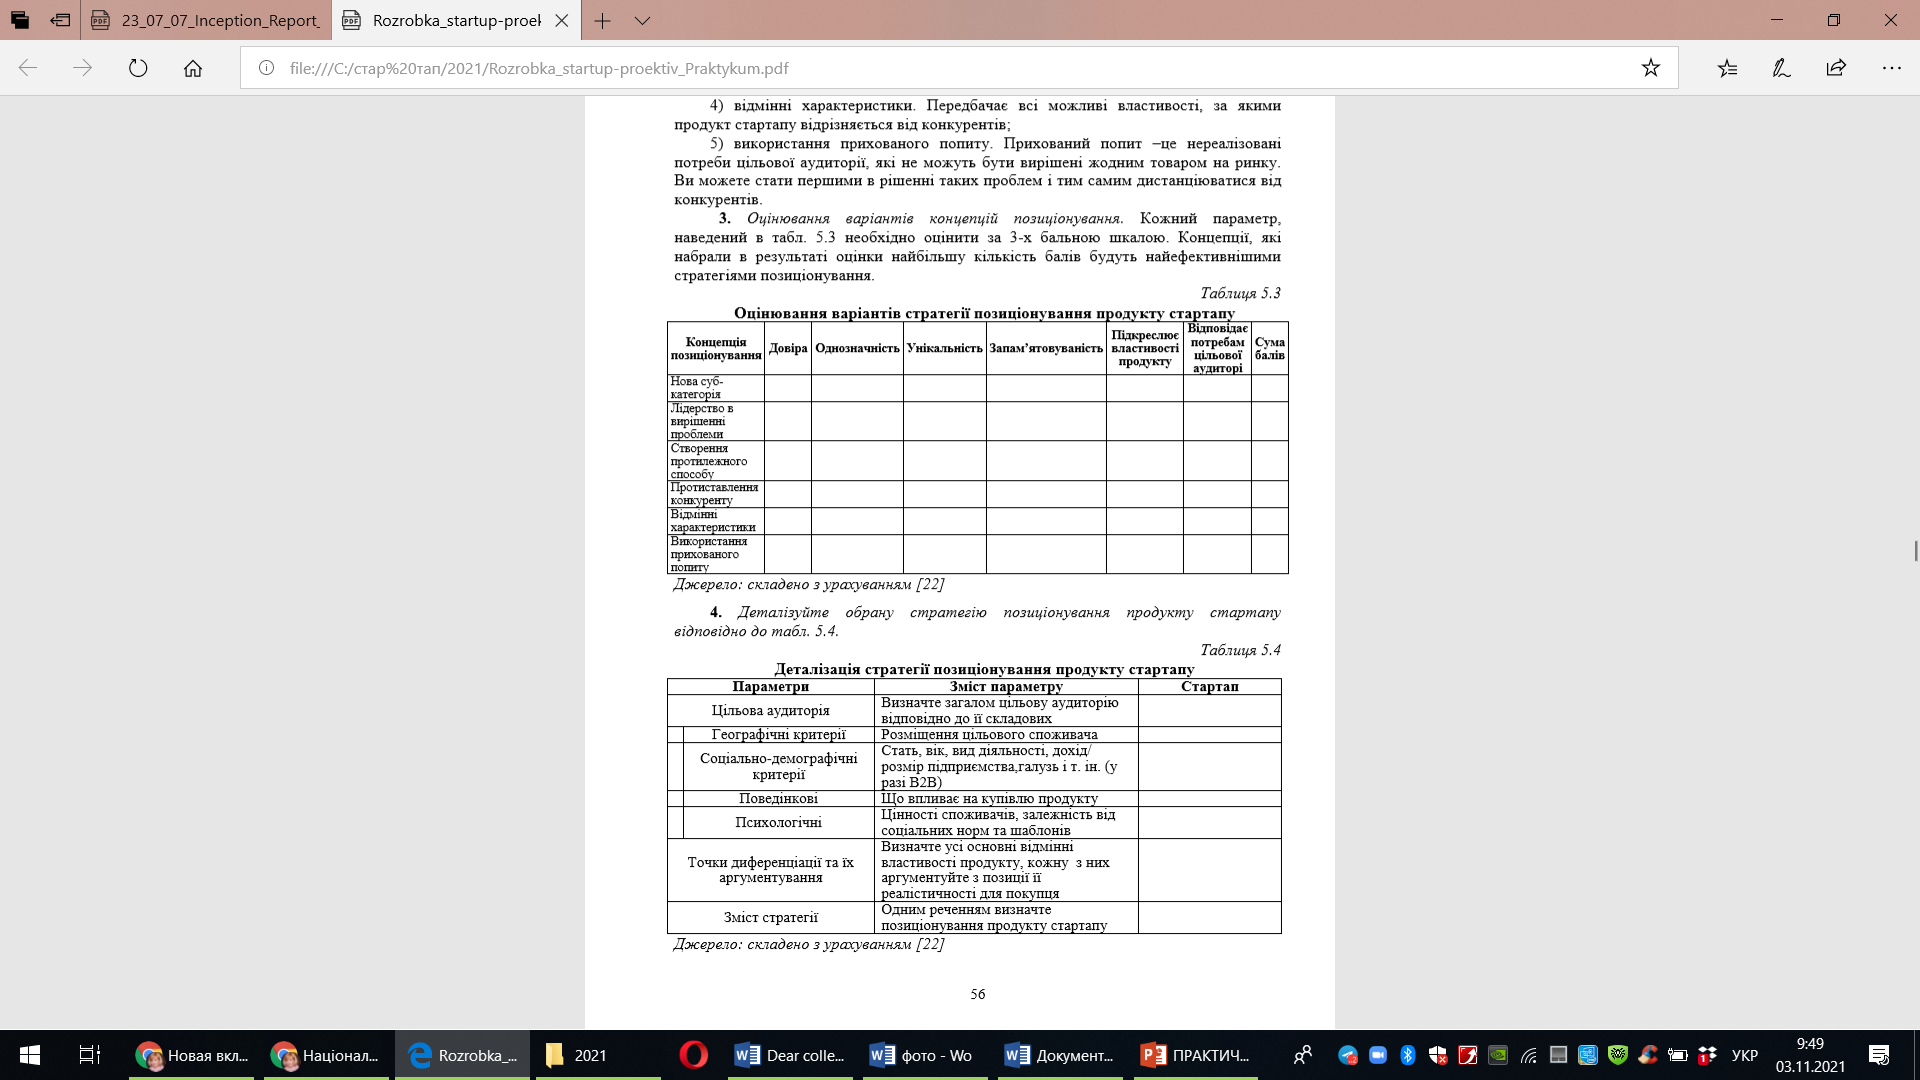 23_07_07_Inception_Report_
Rozrobka_startup-proek
file:///C:/стар%20тап/2021/Rozrobka_startup-proektiv_Praktykum.pdf
4) відмінні характеристики. Передбачає всі можливі властивості, за якими
продукт стартапу відрізняється від конкурентів;
5) використання прихованого попиту. Прихований попит –це нереалізовані
потреби цільової аудиторії, які не можуть бути вирішені жодним товаром на ринку.
Ви можете стати першими в рішенні таких проблем і тим самим дистанціюватися від
конкурентів.
3. Оцінювання варіантів концепцій позиціонування. Кожний параметр,
наведений в табл. 5.3 необхідно оцінити за 3-х бальною шкалою. Концепції, які
набрали в результаті оцінки найбільшу кількість балів будуть найефективнішими
стратегіями позиціонування.
Таблиця 5.3
Оцінювання варіантів стратегії позиціонування продукту стартапу
Концепція
позиціонування
Довіра
Однозначність
Унікальність
Запам’ятовуваність
Підкреслює
властивості
продукту
Відповідає
потребам
цільової
аудиторі
Сума
балів
Нова суб-
категорія
Лідерство в
вирішенні
проблеми
Створення
протилежного
способу
Протиставлення
конкуренту
Відмінні
характеристики
Використання
прихованого
попиту
Джерело: складено з урахуванням [22]
4. Деталізуйте обрану стратегію позиціонування продукту стартапу
відповідно до табл. 5.4.
Таблиця 5.4
Деталізація стратегії позиціонування продукту стартапу
Параметри
Зміст параметру
Стартап
Цільова аудиторія
Визначте загалом цільову аудиторію
відповідно до її складових
Географічні критерії
Розміщення цільового споживача
Соціально-демографічні
критерії
Стать, вік, вид діяльності, дохід/
розмір підприємства,галузь і т. ін. (у
разі B2B)
Поведінкові
Що впливає на купівлю продукту
Психологічні
Цінності споживачів, залежність від
соціальних норм та шаблонів
Точки диференціації та їх
аргументування
Визначте усі основні відмінні
властивості продукту, кожну з них
аргументуйте з позиції її
реалістичності для покупця
Зміст стратегії
Одним реченням визначте
позиціонування продукту стартапу
Джерело: складено з урахуванням [22]
56
Новая вкл...
Націонал...
Rozrobka_...
2021
Dear colle...
фото - Wo
Документ...
ПРАКТИЧ...
УКР
9:49
03.11.2021